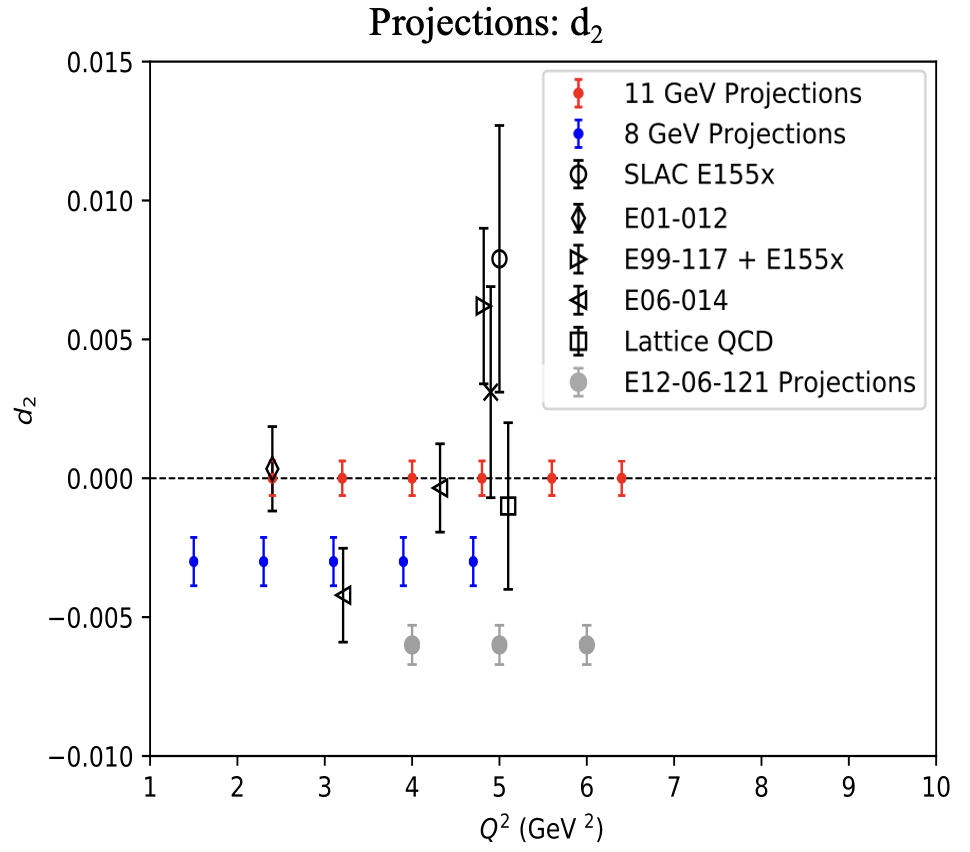 Projections: d₂
0.015
0.010
0.005
0.000
−0.005
−0.010
d₂
11 GeV Projections
8 GeV Projections
SLAC E155x
E01-012
E99-117 + E155x
E06-014
Lattice QCD
E12-06-121 Projections
1 2 3 4 5 6 7 8 9 10
Q² (GeV ²)